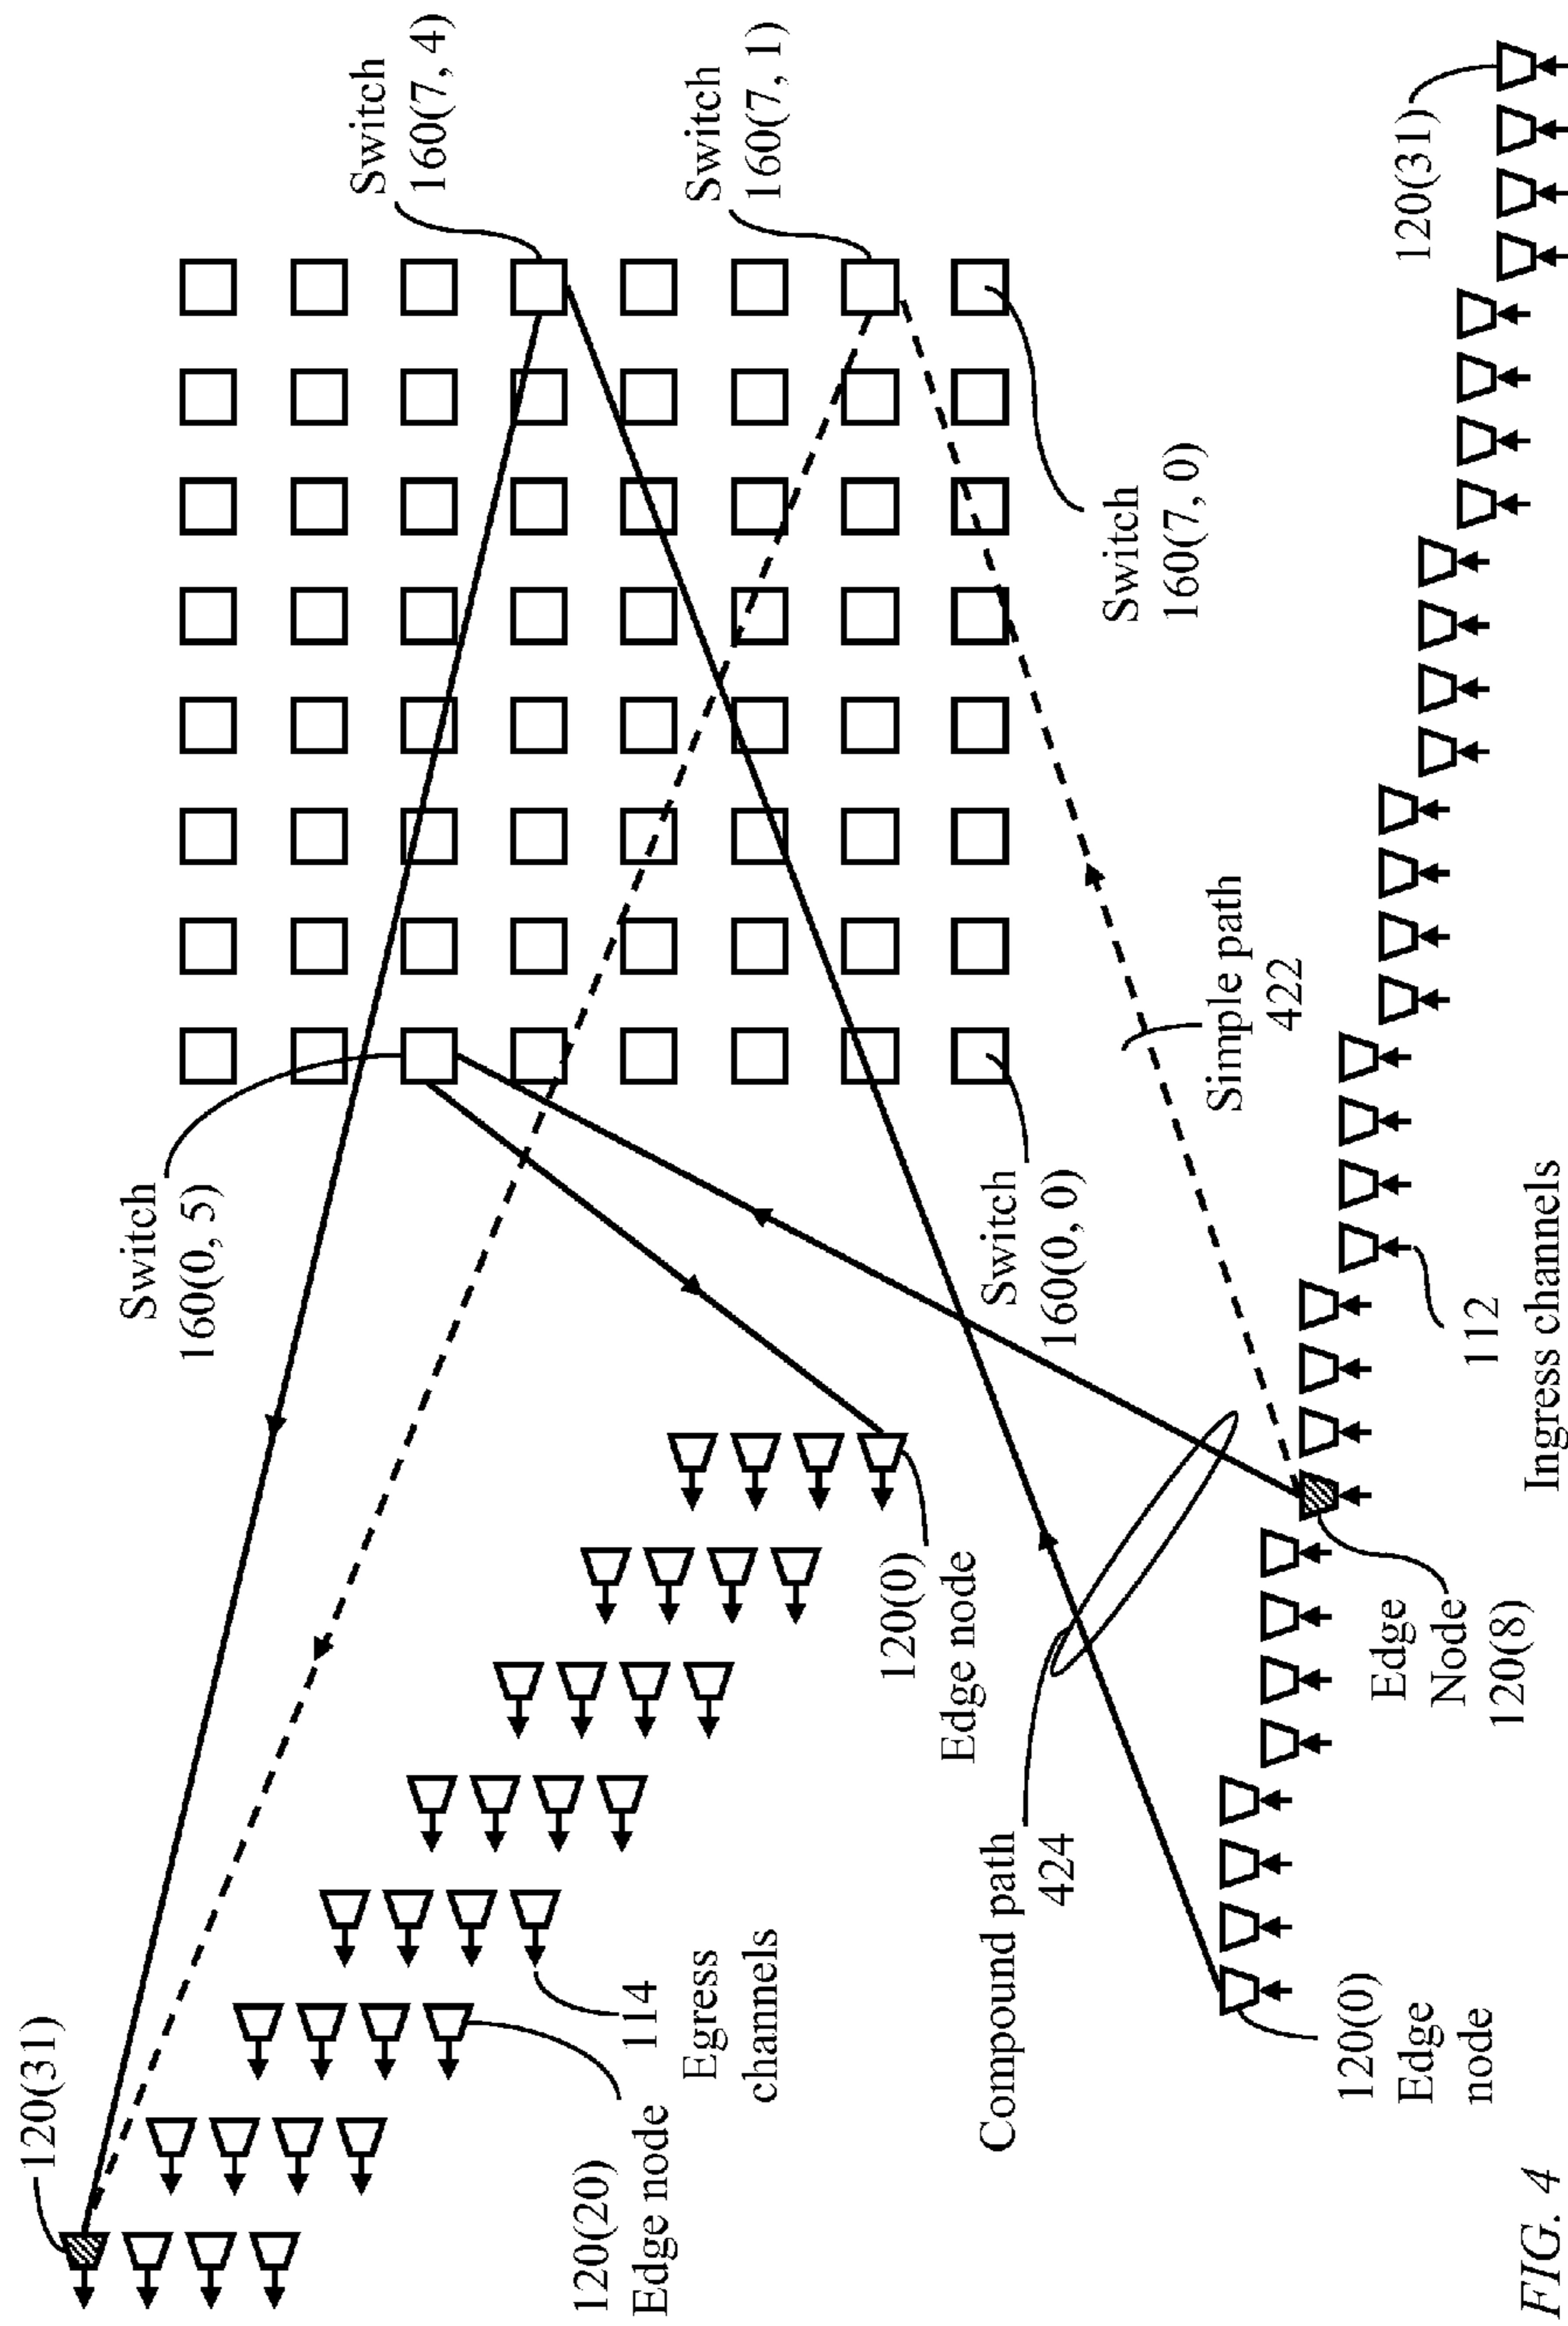 120(31)
Switch
160(0, 5)
Switch
160(7, 4)
Switch
160(7, 1)
120(20)
Edge node
114
Egress
channels
120(0)
Edge node
Switch
160(0, 0)
Switch
160(7, 0)
Compound path
424
Simple path
422
120(31)
120(0)
Edge
node
Edge
Node
120(8)
112
Ingress channels
FIG. 4